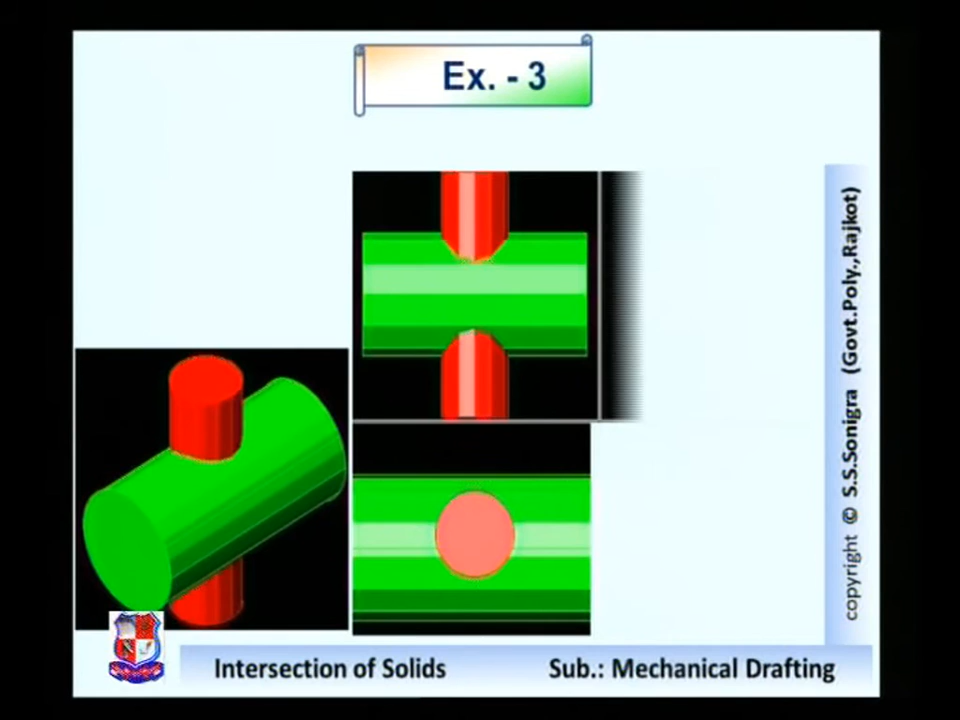 Ex. - 3
copyright © S.S.Sonigra (Govt.Poly.,Rajkot)
Intersection of Solids
Sub.: Mechanical Drafting